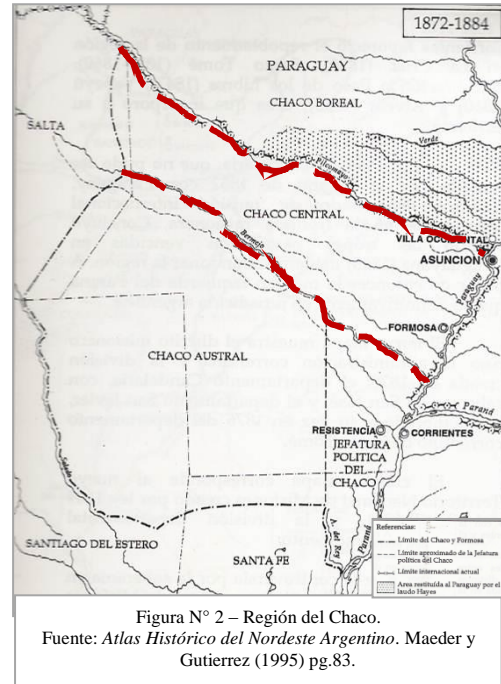 1872-1884
PARAGUAY
CHACO BOREAL
SALTA
Verde
Pilcomayo
CHACO CENTRAL
VILLA OCCIDENTAL
ASUNCION
Bermejo
Paraguay
FORMOSA
CHACO AUSTRAL
Paraná
RESISTENCIA
CORRIENTES
JEFATURA
POLITICA
DEL
CHACO
Salado
SANTIAGO DEL ESTERO
SANTA FE
A. del Rey
Paraná
Referencias:
Límite del Chaco y Formosa
Límite aproximado de la Jefatura
política del Chaco
Límite internacional actual
Area restituída al Paraguay por el
laudo Hayes
Figura N° 2 – Región del Chaco.
Fuente: Atlas Histórico del Nordeste Argentino. Maeder y
Gutierrez (1995) pg.83.